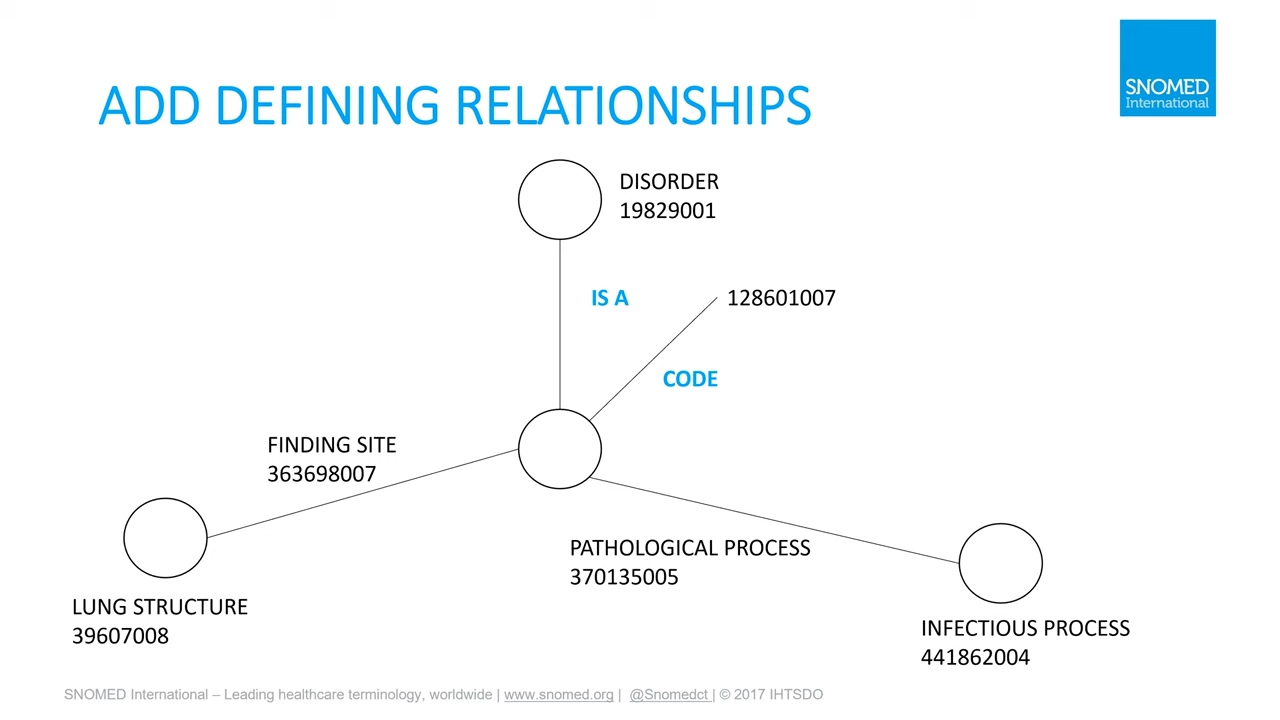 SNOMED
International
ADD DEFINING RELATIONSHIPS
DISORDER
19829001
IS A
128601007
CODE
FINDING SITE
363698007
PATHOLOGICAL PROCESS
370135005
LUNG STRUCTURE
39607008
INFECTIOUS PROCESS
441862004
SNOMED International – Leading healthcare terminology, worldwide | www.snomed.org | @Snomedct | © 2017 IHTSDO